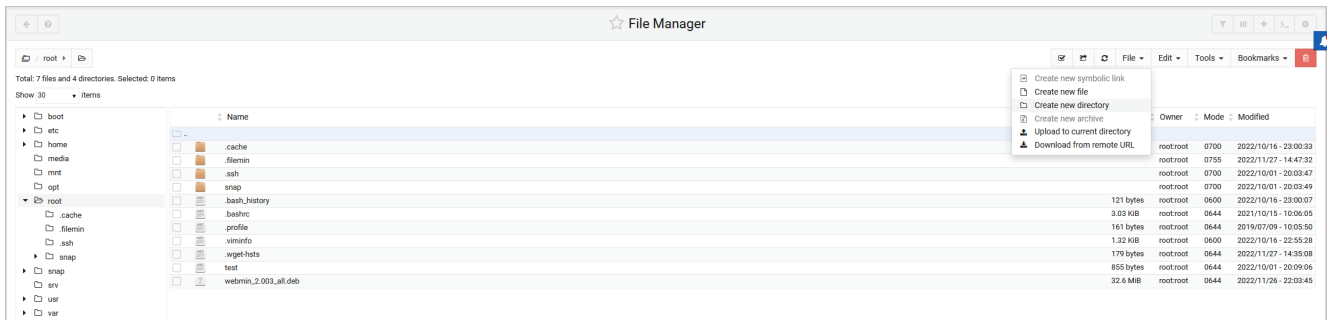 File Manager
/ root
File Edit Tools Bookmarks
Total: 7 files and 4 directories. Selected: 0 items
Show 30 items
Create new symbolic link
Create new file
Create new directory
Create new archive
Upload to current directory
Download from remote URL
boot
etc
home
media
mnt
opt
root
.cache
.filemin
.ssh
snap
snap
srv
usr
var
Name Owner Mode Modified
..
.cache root:root 0700 2022/10/16 - 23:00:33
.filemin root:root 0755 2022/11/27 - 14:47:32
.ssh root:root 0700 2022/10/01 - 20:03:47
snap root:root 0700 2022/10/01 - 20:03:49
.bash_history 121 bytes root:root 0600 2022/10/16 - 23:00:07
.bashrc 3.03 KiB root:root 0644 2021/10/15 - 10:06:05
.profile 161 bytes root:root 0644 2019/07/09 - 10:05:50
.viminfo 1.32 KiB root:root 0600 2022/10/16 - 22:55:28
.wget-hsts 179 bytes root:root 0644 2022/11/27 - 14:35:08
test 855 bytes root:root 0644 2022/10/01 - 20:09:06
webmin_2.003_all.deb 32.6 MiB root:root 0644 2022/11/26 - 22:03:45